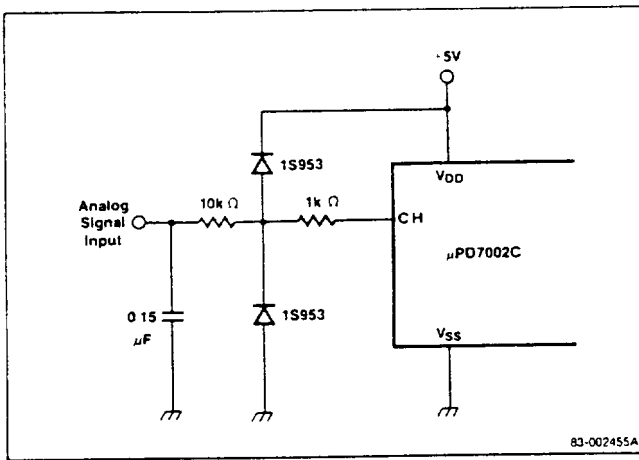 -5V
1S953
VDD
Analog
Signal
Input
10k Ω
1k Ω
CH
μPD7002C
0 15
μF
1S953
VSS
83-002455A